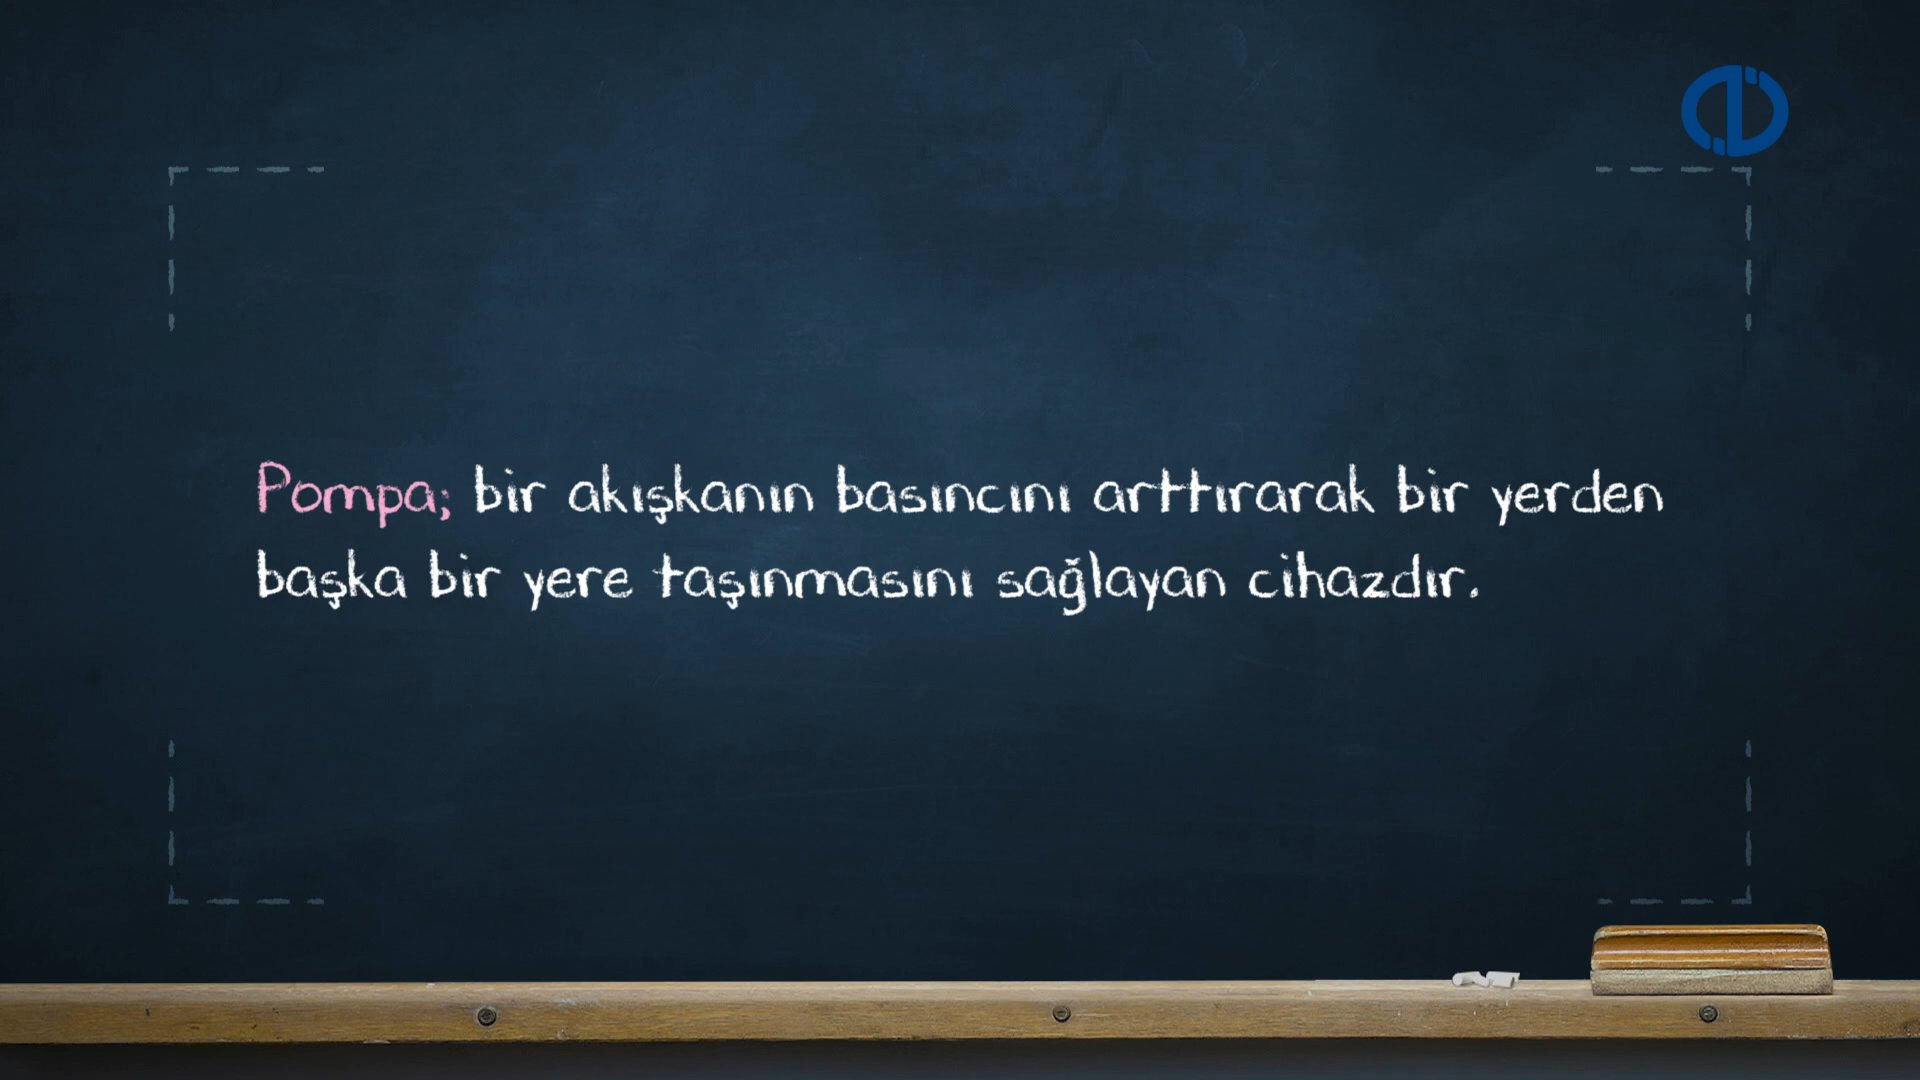 Pompa; bir akışkanın basıncını arttırarak bir yerden
başka bir yere taşınmasını sağlayan cihazdır.